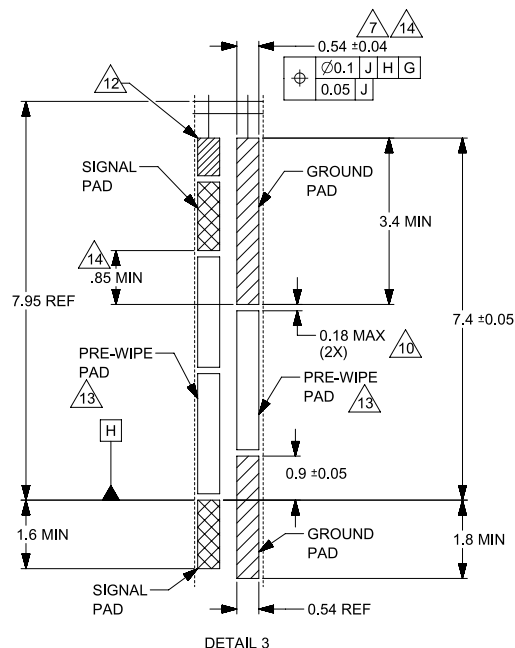 7 14
0.54 ±0.04
⌖ Ø0.1 J H G
0.05 J
12
SIGNAL
PAD
GROUND
PAD
3.4 MIN
14
.85 MIN
7.95 REF
7.4 ±0.05
0.18 MAX
(2X)
10
PRE-WIPE
PAD
13
PRE-WIPE
PAD
13
H
0.9 ±0.05
1.6 MIN
GROUND
PAD
1.8 MIN
SIGNAL
PAD
0.54 REF
DETAIL 3